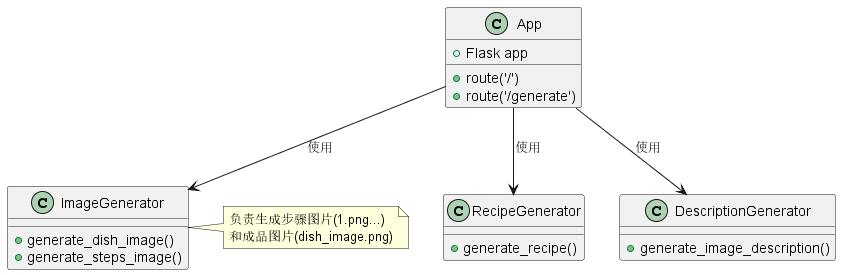 C App
Flask app
route('/')
route('/generate')
使用
使用
使用
C ImageGenerator
generate_dish_image()
generate_steps_image()
负责生成步骤图片(1.png...)
和成品图片(dish_image.png)
C RecipeGenerator
generate_recipe()
C DescriptionGenerator
generate_image_description()